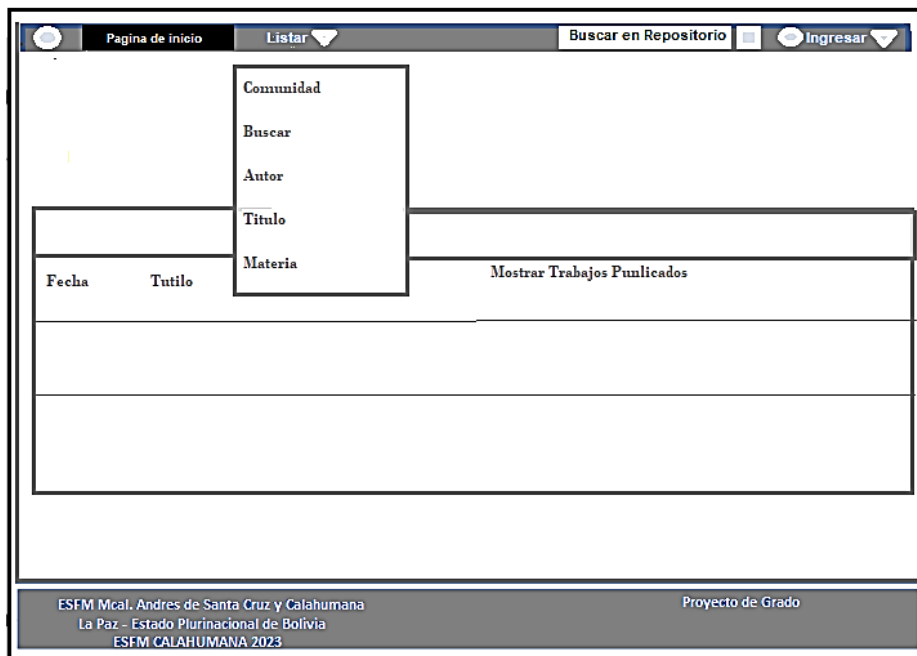 Pagina de inicio Listar Buscar en Repositorio Ingresar
Comunidad
Buscar
Autor
Titulo
Materia
Fecha Tutilo Mostrar Trabajos Punlicados
ESFM Mcal. Andres de Santa Cruz y Calahumana
La Paz - Estado Plurinacional de Bolivia
ESFM CALAHUMANA 2023
Proyecto de Grado